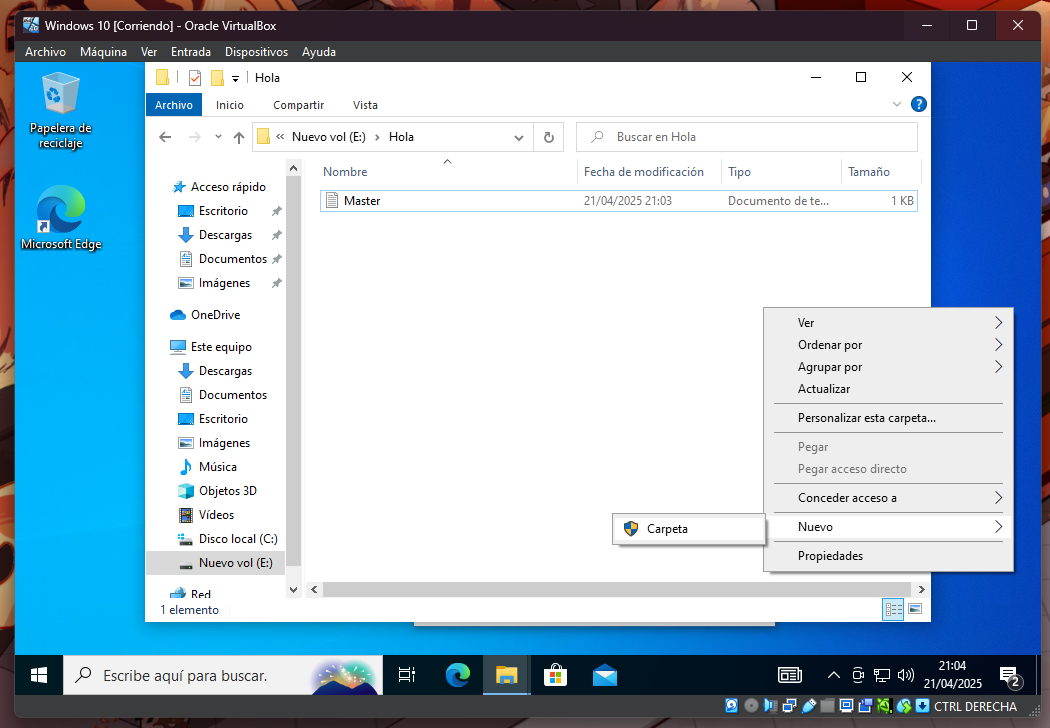 Windows 10 [Corriendo] - Oracle VirtualBox
Archivo Máquina Ver Entrada Dispositivos Ayuda
Papelera de
reciclaje
Microsoft Edge
Hola
Archivo Inicio Compartir Vista
?
« Nuevo vol (E:) > Hola
Buscar en Hola
Nombre Fecha de modificación Tipo Tamaño
Master 21/04/2025 21:03 Documento de te... 1 KB
Acceso rápido
Escritorio
Descargas
Documentos
Imágenes
OneDrive
Este equipo
Descargas
Documentos
Escritorio
Imágenes
Música
Objetos 3D
Vídeos
Disco local (C:)
Nuevo vol (E:)
Red
1 elemento
Ver
Ordenar por
Agrupar por
Actualizar
Personalizar esta carpeta...
Pegar
Pegar acceso directo
Conceder acceso a
Nuevo
Propiedades
Carpeta
Escribe aquí para buscar.
21:04
21/04/2025
2
CTRL DERECHA